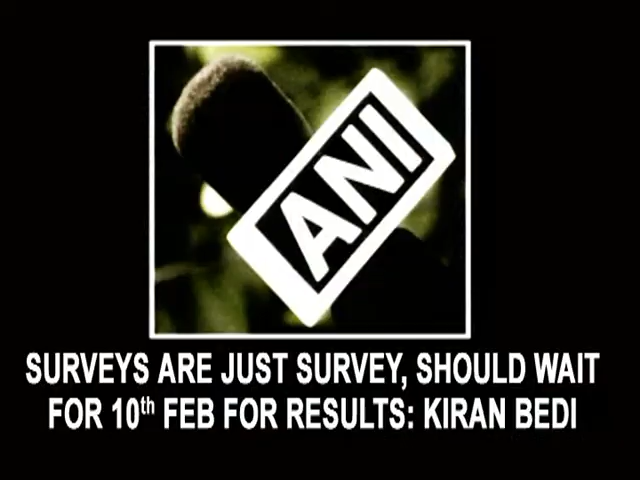 ANI
SURVEYS ARE JUST SURVEY, SHOULD WAIT
FOR 10th FEB FOR RESULTS: KIRAN BEDI